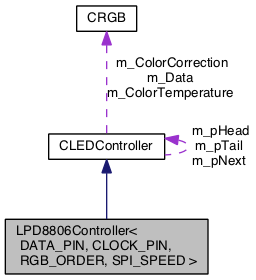 CRGB
m_ColorCorrection
m_Data
m_ColorTemperature
m_pHead
m_pTail
m_pNext
CLEDController
LPD8806Controller<
DATA_PIN, CLOCK_PIN,
RGB_ORDER, SPI_SPEED >